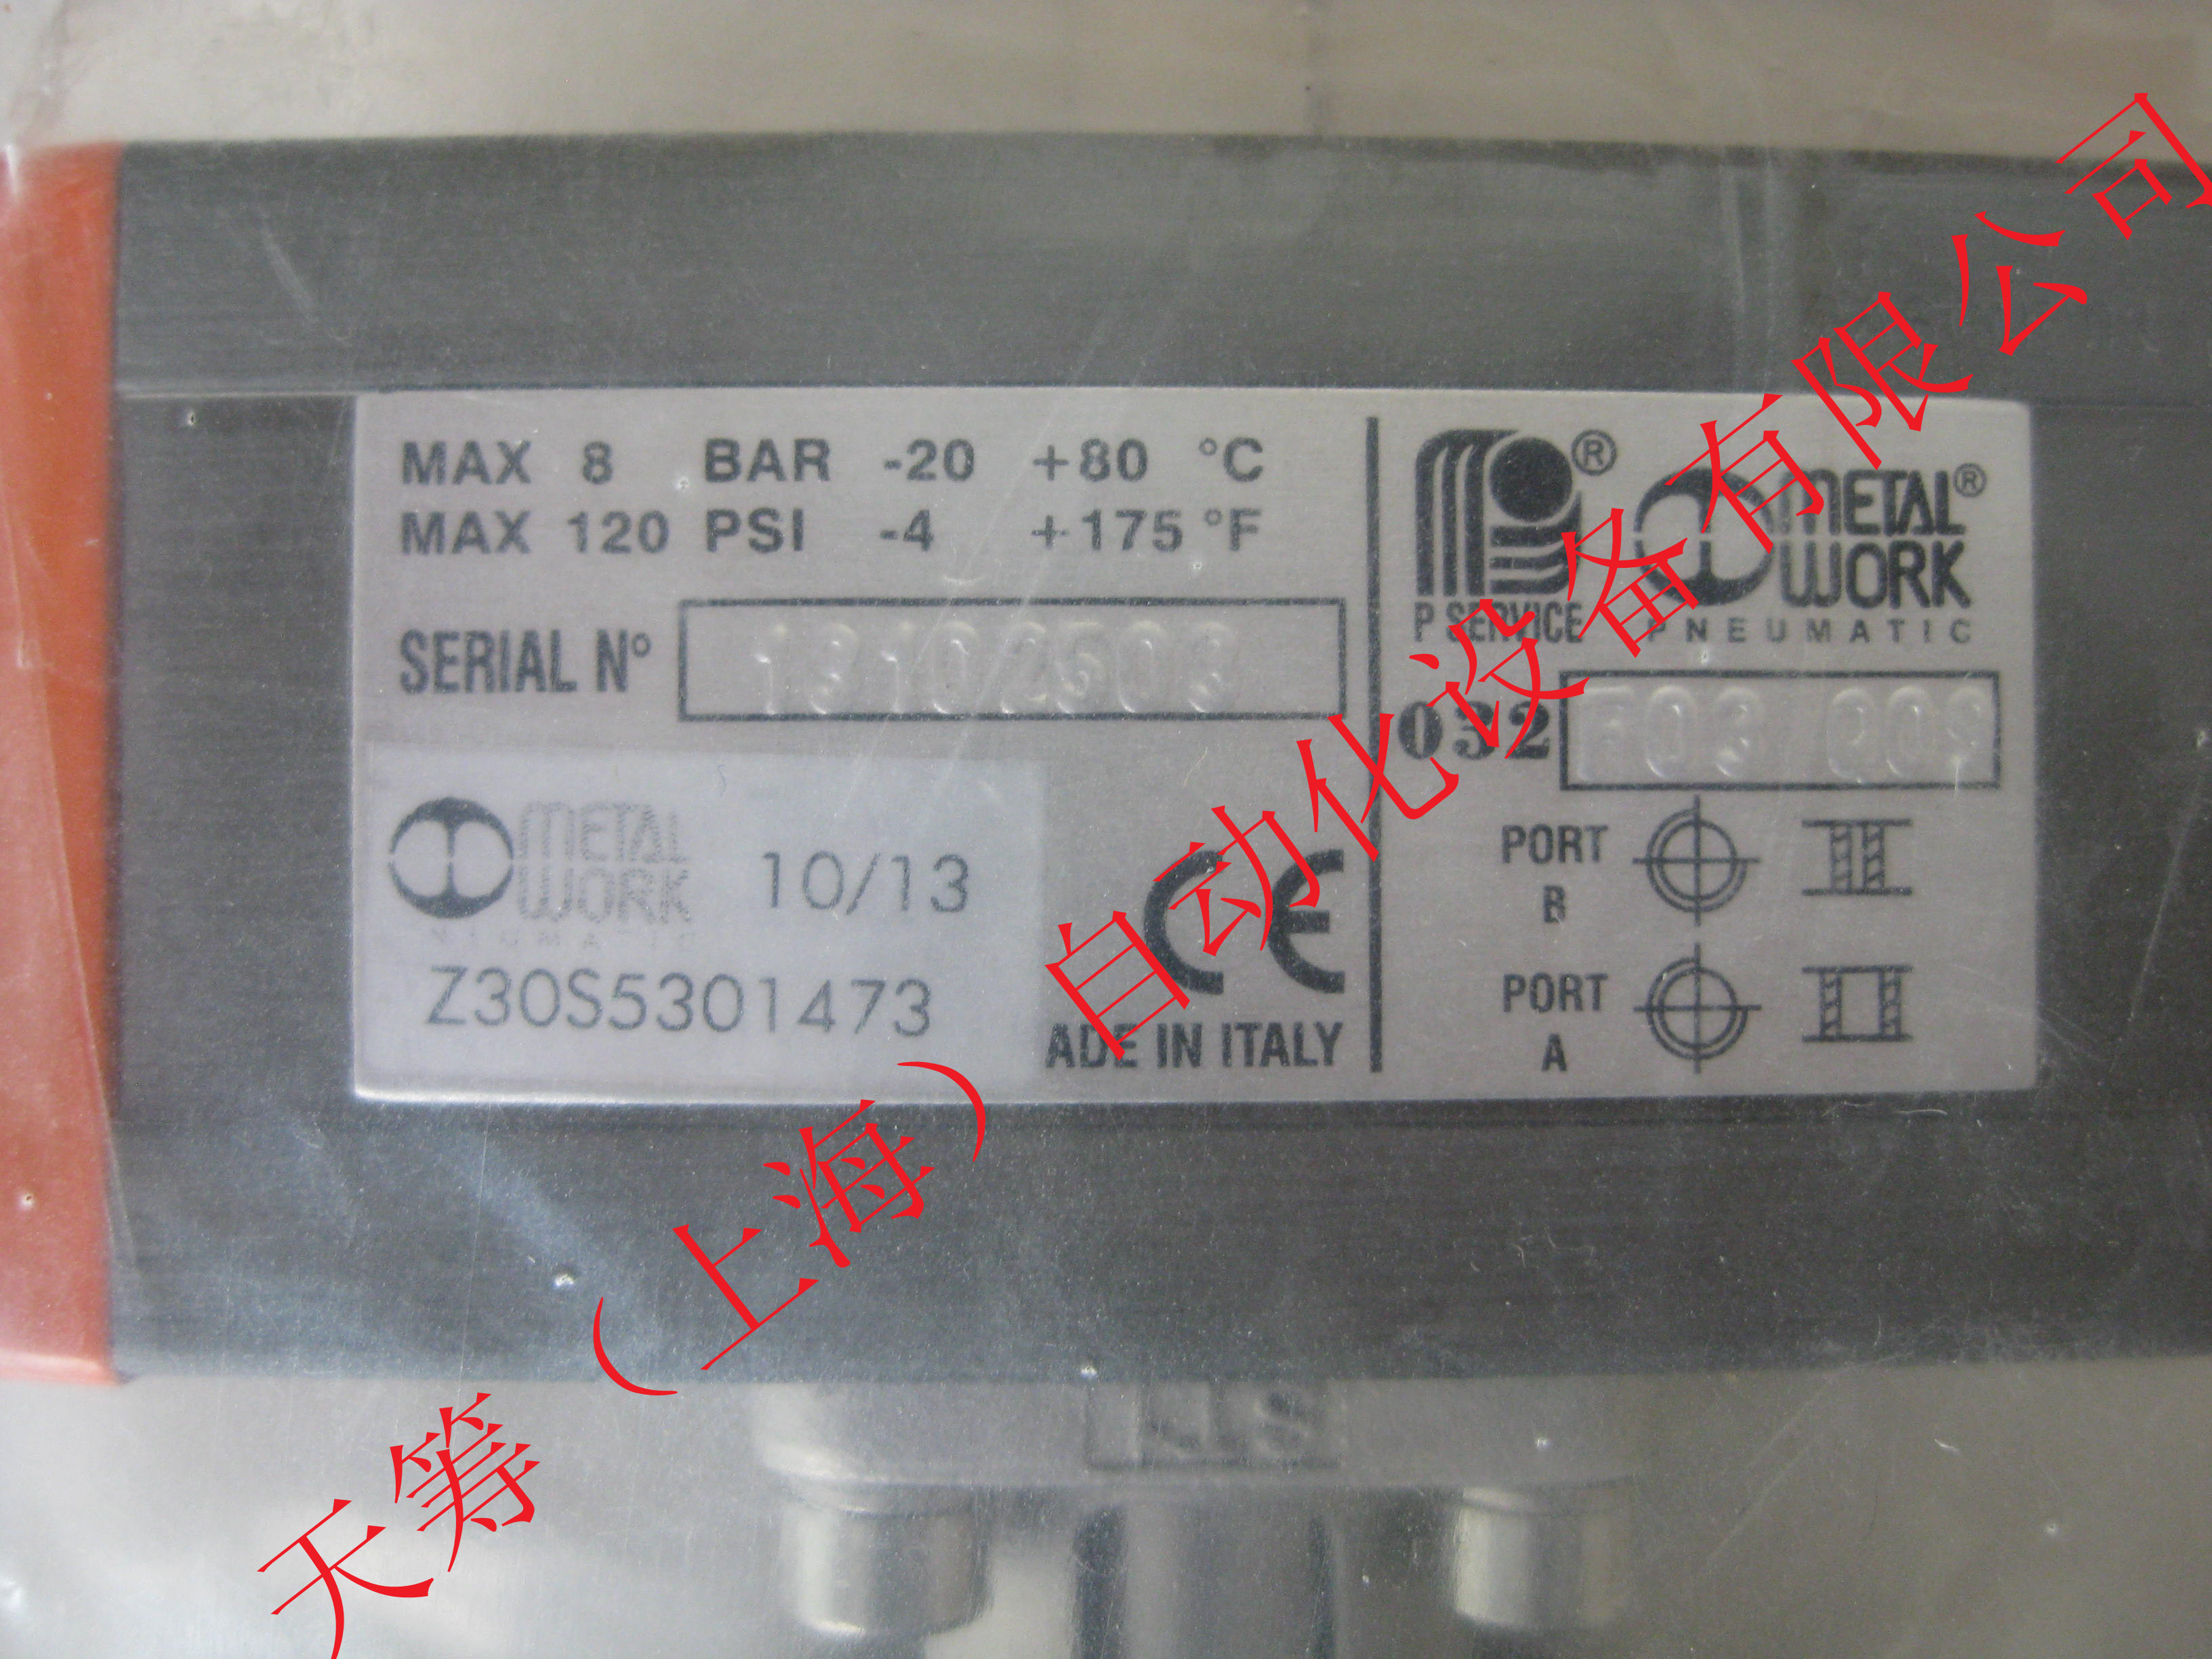 MAX 8 BAR -20 +80 °C
MAX 120 PSI -4 +175 °F
SERIAL N° 13102503
P SERVICE ®
METAL WORK ®
PNEUMATIC
032
METAL WORK 10/13
Z30S5301473
CE
ADE IN ITALY
PORT B
PORT A
天筹（上海）自动化设备有限公司